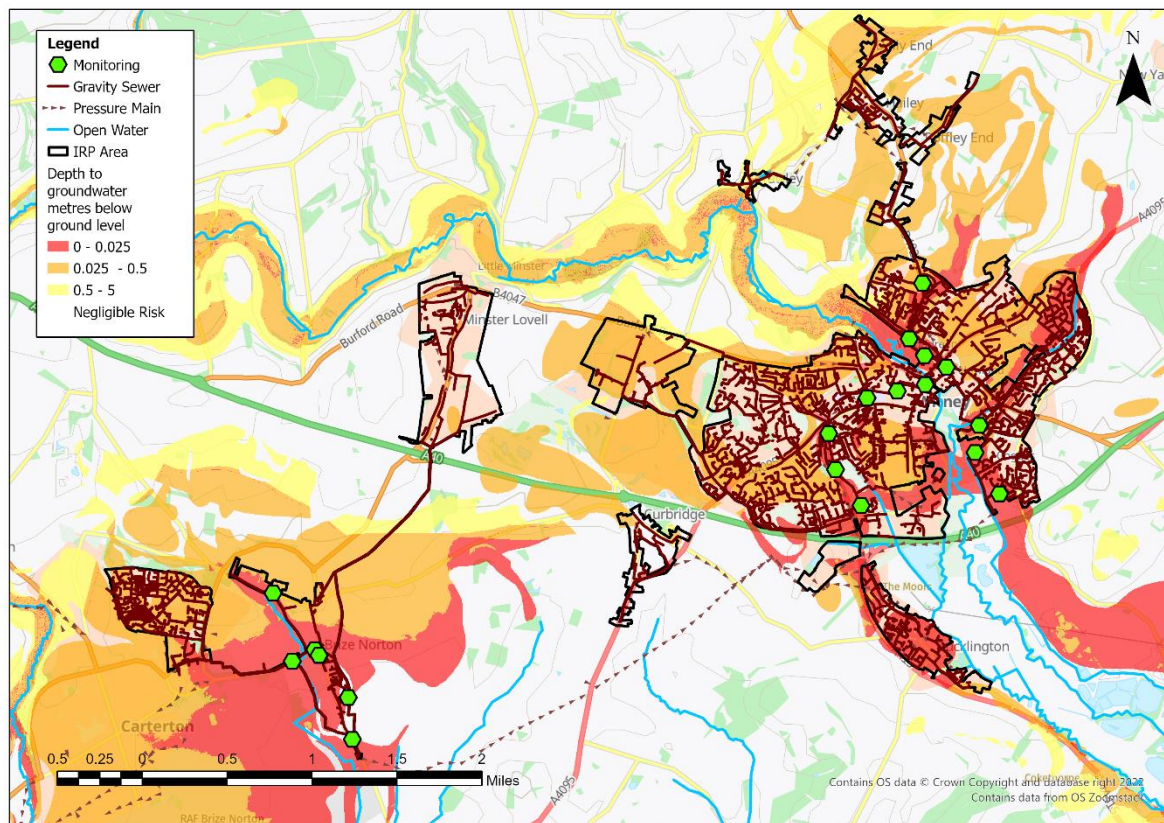 Legend
Monitoring
Gravity Sewer
Pressure Main
Open Water
IRP Area
Depth to
groundwater
metres below
ground level
0 - 0.025
0.025 - 0.5
0.5 - 5
Negligible Risk
N
A4095
Little Minster
B4047
Burford Road
Minster Lovell
A40
Curbridge
A40
The Moors
Brize Norton
Carterton
A4095
RAF Brize Norton
0.5 0.25 0 0.5 1 1.5 2
Miles
Contains OS data © Crown Copyright and database right 2022
Contains data from OS Zoomstack